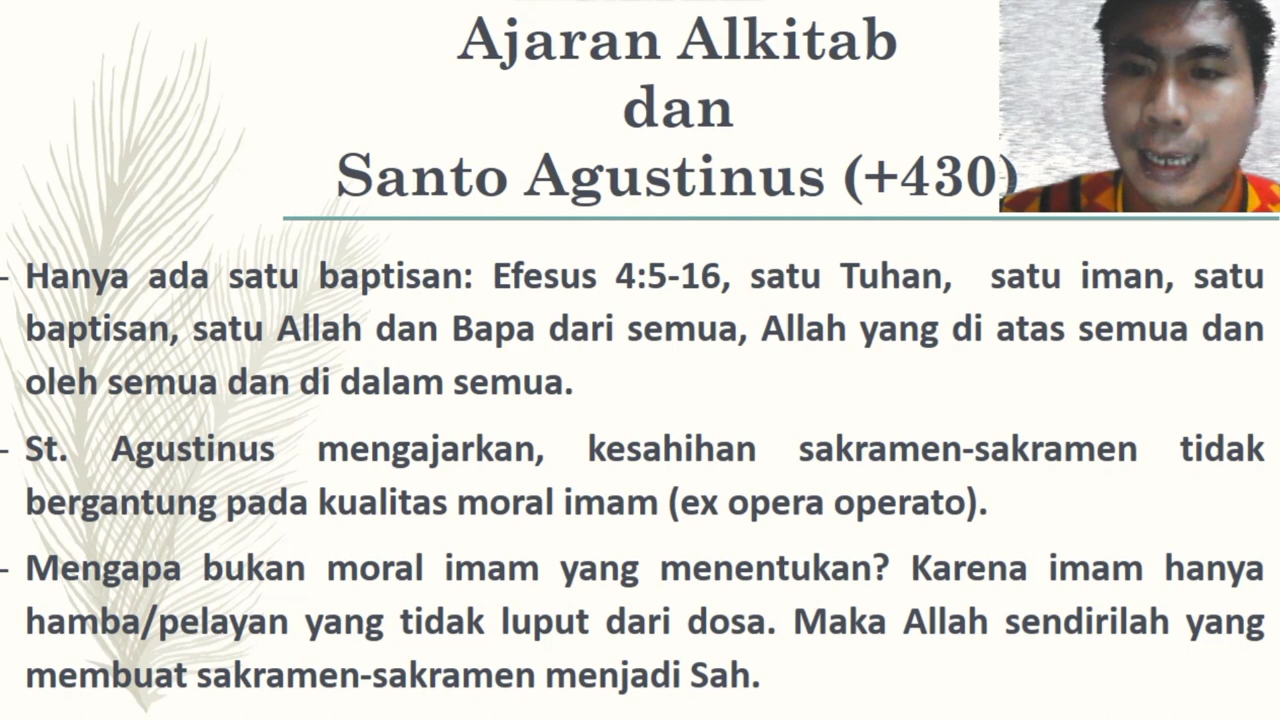 Ajaran Alkitab
dan
Santo Agustinus (+430)
- Hanya ada satu baptisan: Efesus 4:5-16, satu Tuhan, satu iman, satu
baptisan, satu Allah dan Bapa dari semua, Allah yang di atas semua dan
oleh semua dan di dalam semua.
- St. Agustinus mengajarkan, kesahihan sakramen-sakramen tidak
bergantung pada kualitas moral imam (ex opera operato).
- Mengapa bukan moral imam yang menentukan? Karena imam hanya
hamba/pelayan yang tidak luput dari dosa. Maka Allah sendirilah yang
membuat sakramen-sakramen menjadi Sah.